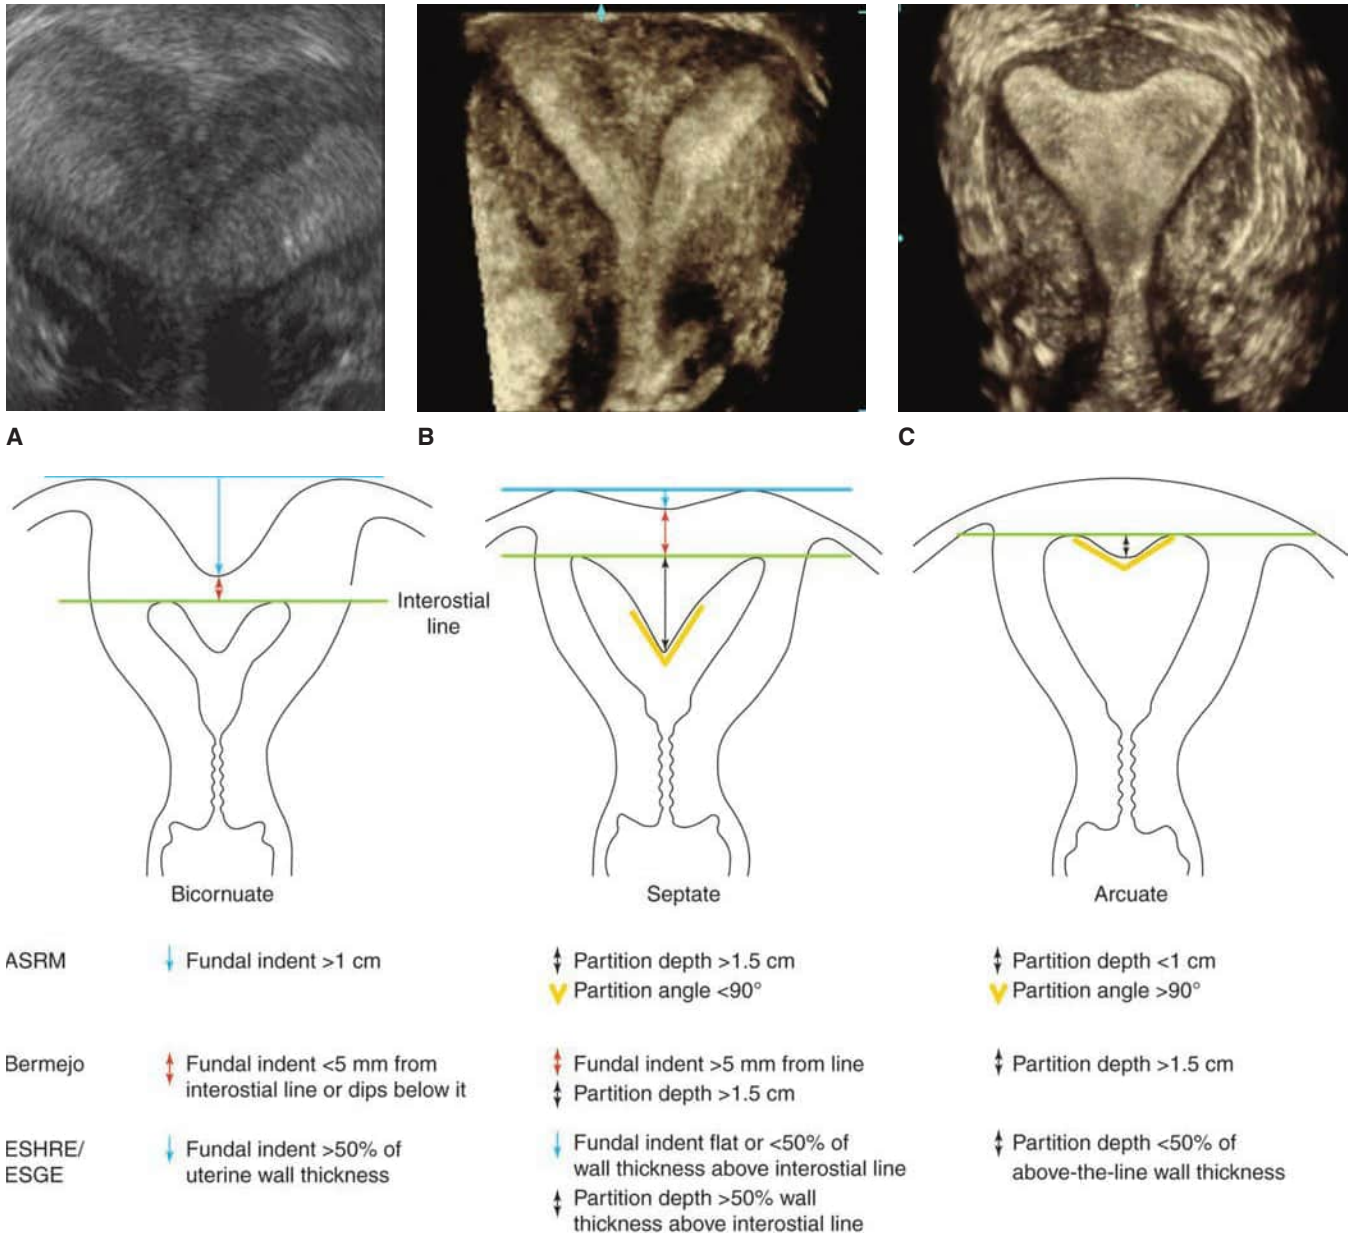 A
B
C
Interostial
line
Bicornuate
Septate
Arcuate
ASRM
Fundal indent >1 cm
Partition depth >1.5 cm
Partition angle <90°
Partition depth <1 cm
Partition angle >90°
Bermejo
Fundal indent <5 mm from
interostial line or dips below it
Fundal indent >5 mm from line
Partition depth >1.5 cm
Partition depth >1.5 cm
ESHRE/
ESGE
Fundal indent >50% of
uterine wall thickness
Fundal indent flat or <50% of
wall thickness above interostial line
Partition depth >50% wall
thickness above interostial line
Partition depth <50% of
above-the-line wall thickness